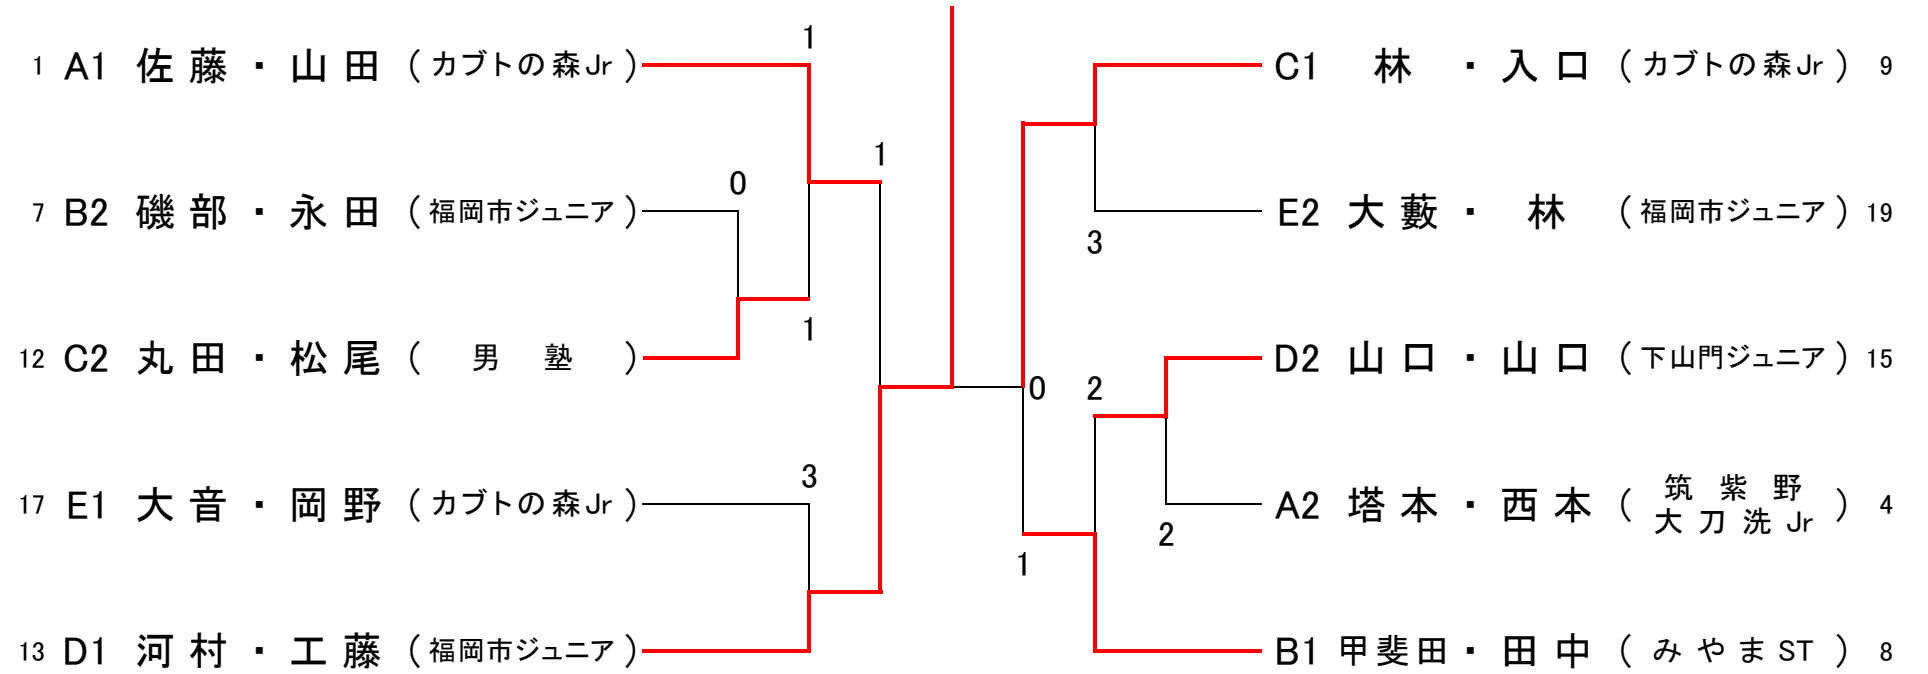 1 A1 佐藤・山田 (カブトの森Jr)
1
7 B2 磯部・永田 (福岡市ジュニア)
0
1
12 C2 丸田・松尾 (男塾)
1
17 E1 大音・岡野 (カブトの森Jr)
3
13 D1 河村・工藤 (福岡市ジュニア)
C1 林・入口 (カブトの森Jr) 9
E2 大藪・林 (福岡市ジュニア) 19
3
D2 山口・山口 (下山門ジュニア) 15
0
2
A2 塔本・西本 (筑紫野
大刀洗Jr) 4
2
1
B1 甲斐田・田中 (みやまST) 8